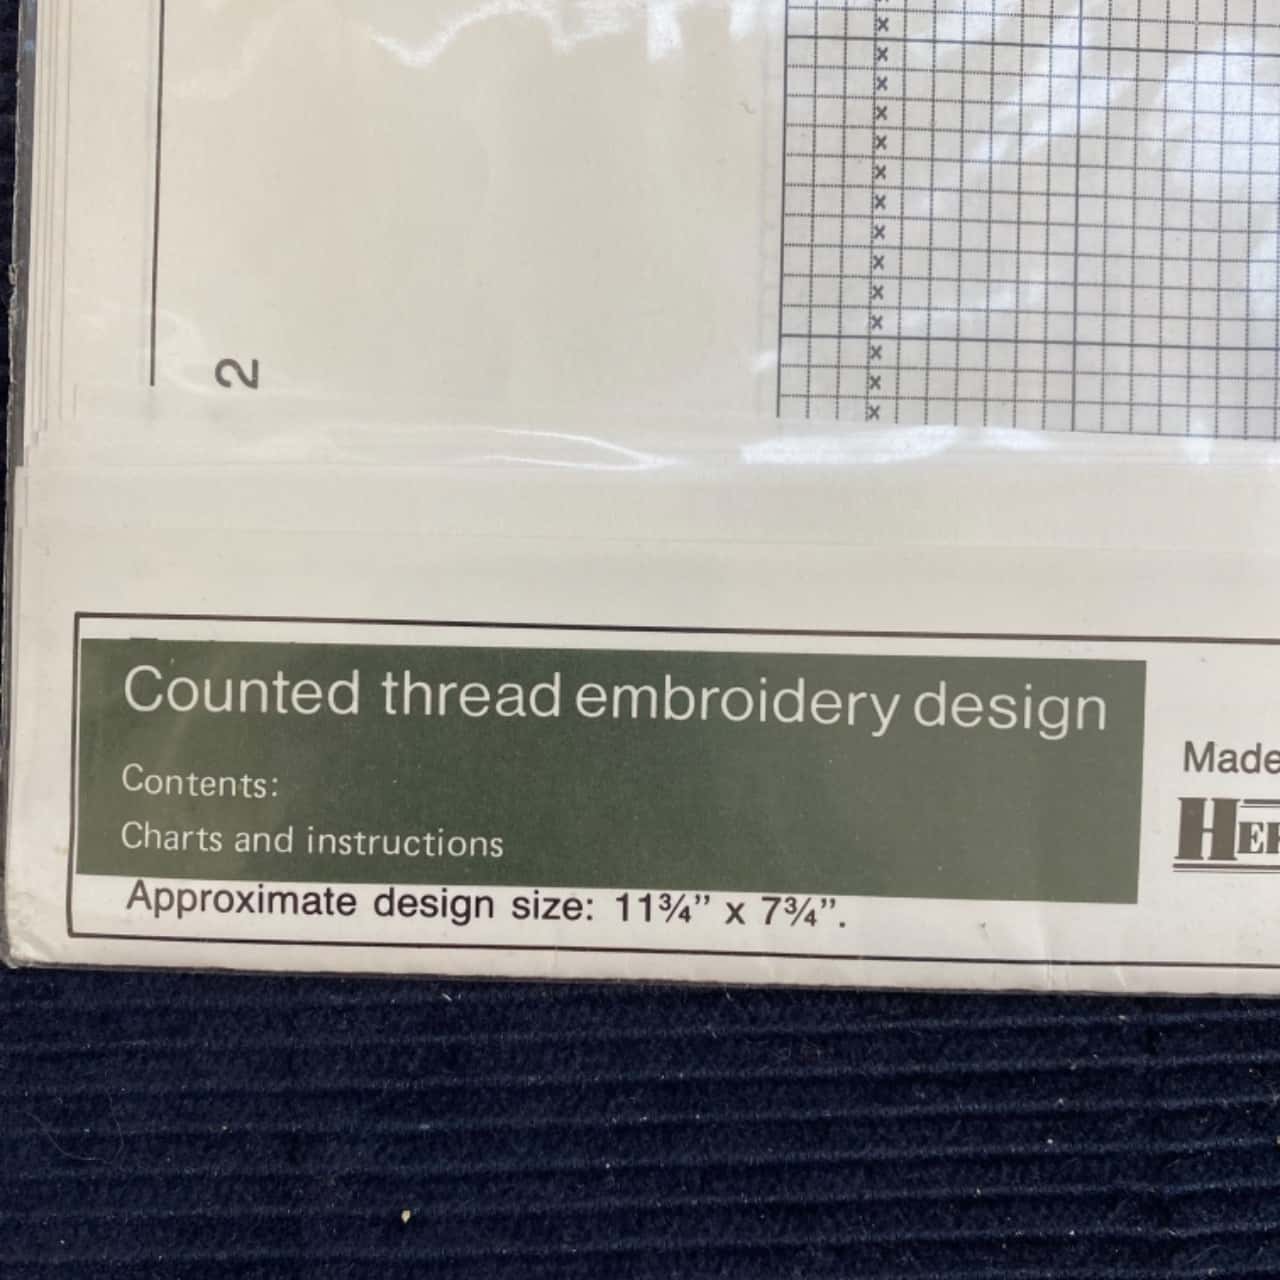 2
Counted thread embroidery design
Contents:
Charts and instructions
Approximate design size: 11¾” x 7¾”.
Made